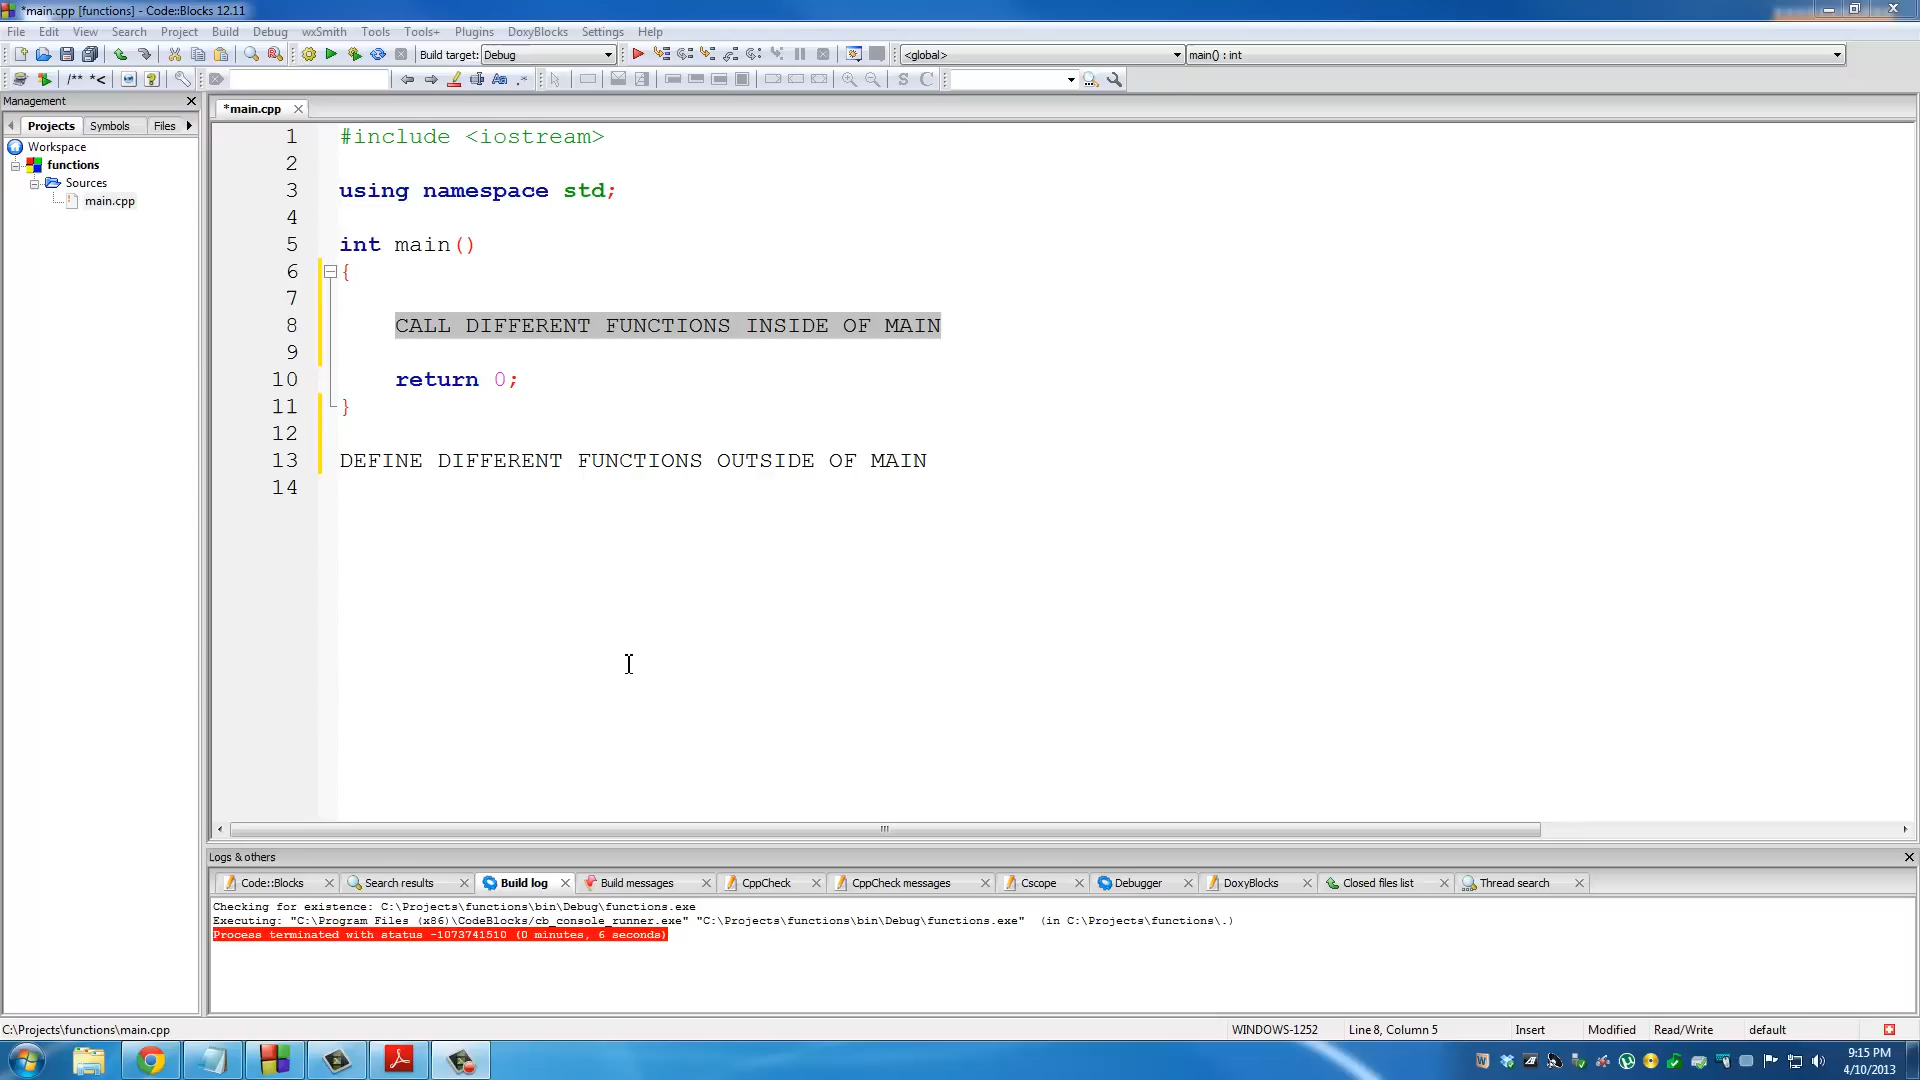 *main.cpp [functions] - Code::Blocks 12.11
File Edit View Search Project Build Debug wxSmith Tools Tools+ Plugins DoxyBlocks Settings Help
Build target: Debug <global> main() : int
/** *< S C
Management
Projects Symbols Files
Workspace
functions
Sources
main.cpp
*main.cpp
1 #include <iostream>
2
3 using namespace std;
4
5 int main()
6 {
7
8 CALL DIFFERENT FUNCTIONS INSIDE OF MAIN
9
10 return 0;
11 }
12
13 DEFINE DIFFERENT FUNCTIONS OUTSIDE OF MAIN
14
Logs & others
Code::Blocks Search results Build log Build messages CppCheck CppCheck messages Cscope Debugger DoxyBlocks Closed files list Thread search
Checking for existence: C:\Projects\functions\bin\Debug\functions.exe
Executing: "C:\Program Files (x86)\CodeBlocks/cb_console_runner.exe" "C:\Projects\functions\bin\Debug\functions.exe" (in C:\Projects\functions\.)
Process terminated with status -1073741510 (0 minutes, 6 seconds)
C:\Projects\functions\main.cpp WINDOWS-1252 Line 8, Column 5 Insert Modified Read/Write default
9:15 PM
4/10/2013